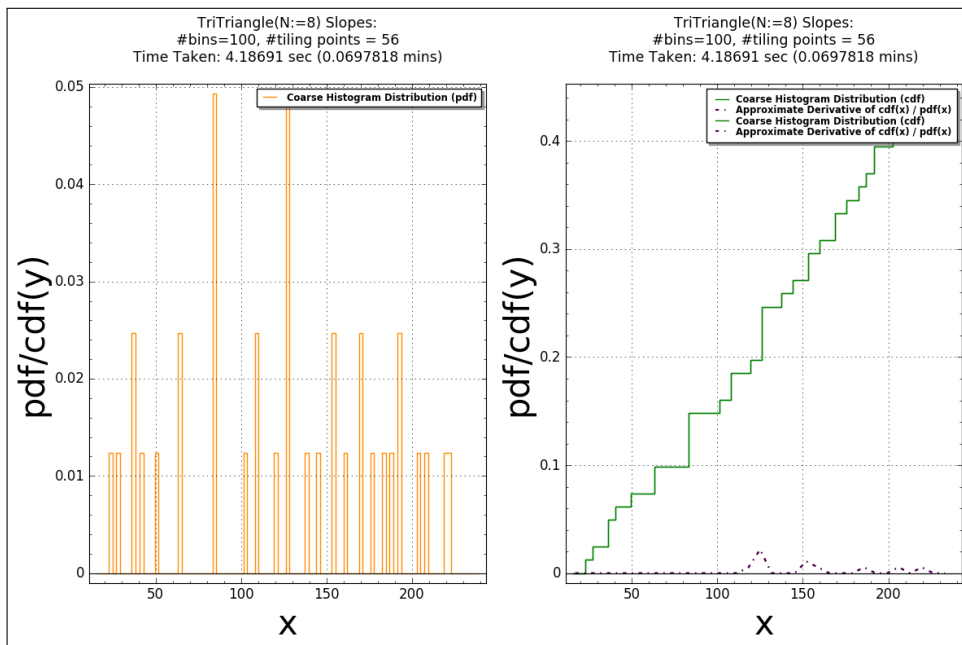 TriTriangle(N:=8) Slopes:
#bins=100, #tiling points = 56
Time Taken: 4.18691 sec (0.0697818 mins)
Coarse Histogram Distribution (pdf)
0.05
0.04
0.03
0.02
0.01
0
pdf/cdf(y)
50 100 150 200
x
TriTriangle(N:=8) Slopes:
#bins=100, #tiling points = 56
Time Taken: 4.18691 sec (0.0697818 mins)
Coarse Histogram Distribution (cdf)
Approximate Derivative of cdf(x) / pdf(x)
Coarse Histogram Distribution (cdf)
Approximate Derivative of cdf(x) / pdf(x)
0.4
0.3
0.2
0.1
0
pdf/cdf(y)
50 100 150 200
x